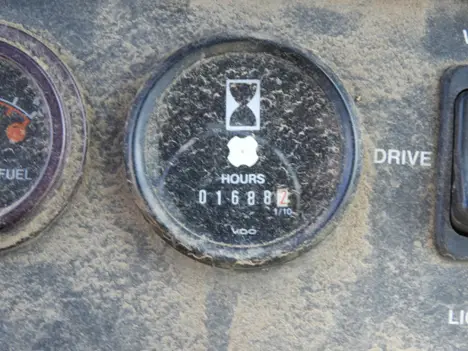 FUEL
HOURS
016882
1/10
VDO
DRIVE